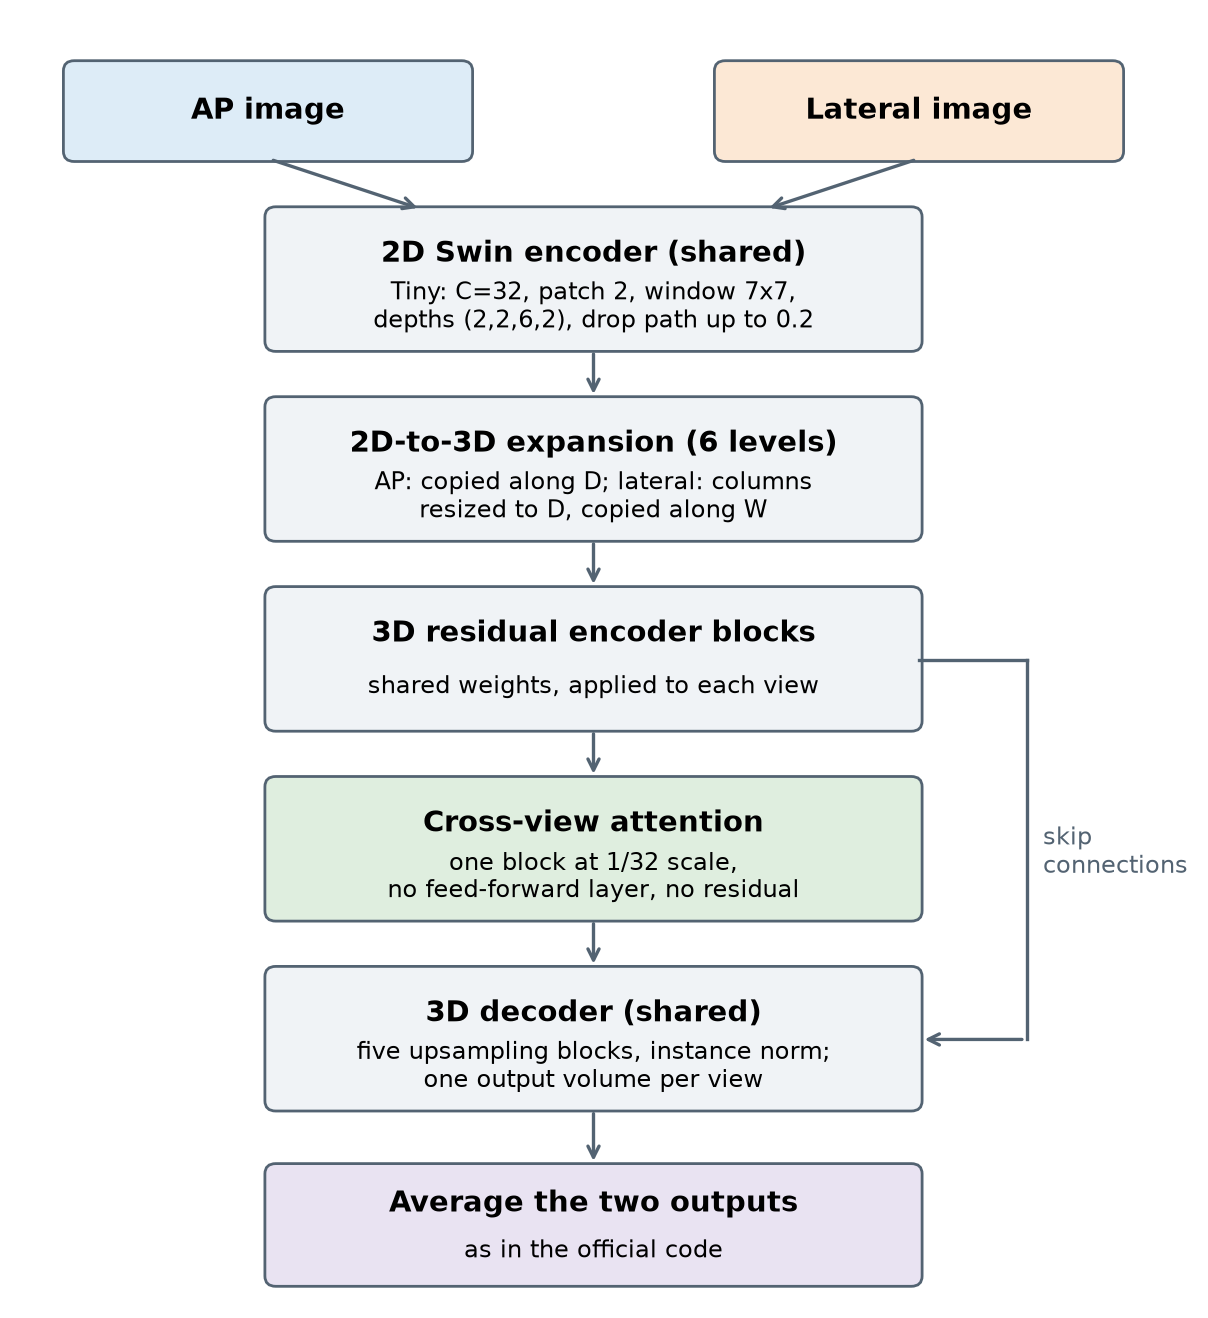 AP image
Lateral image
2D Swin encoder (shared)
Tiny: C=32, patch 2, window 7x7,
depths (2,2,6,2), drop path up to 0.2
2D-to-3D expansion (6 levels)
AP: copied along D; lateral: columns
resized to D, copied along W
3D residual encoder blocks
shared weights, applied to each view
Cross-view attention
one block at 1/32 scale,
no feed-forward layer, no residual
skip
connections
3D decoder (shared)
five upsampling blocks, instance norm;
one output volume per view
Average the two outputs
as in the official code